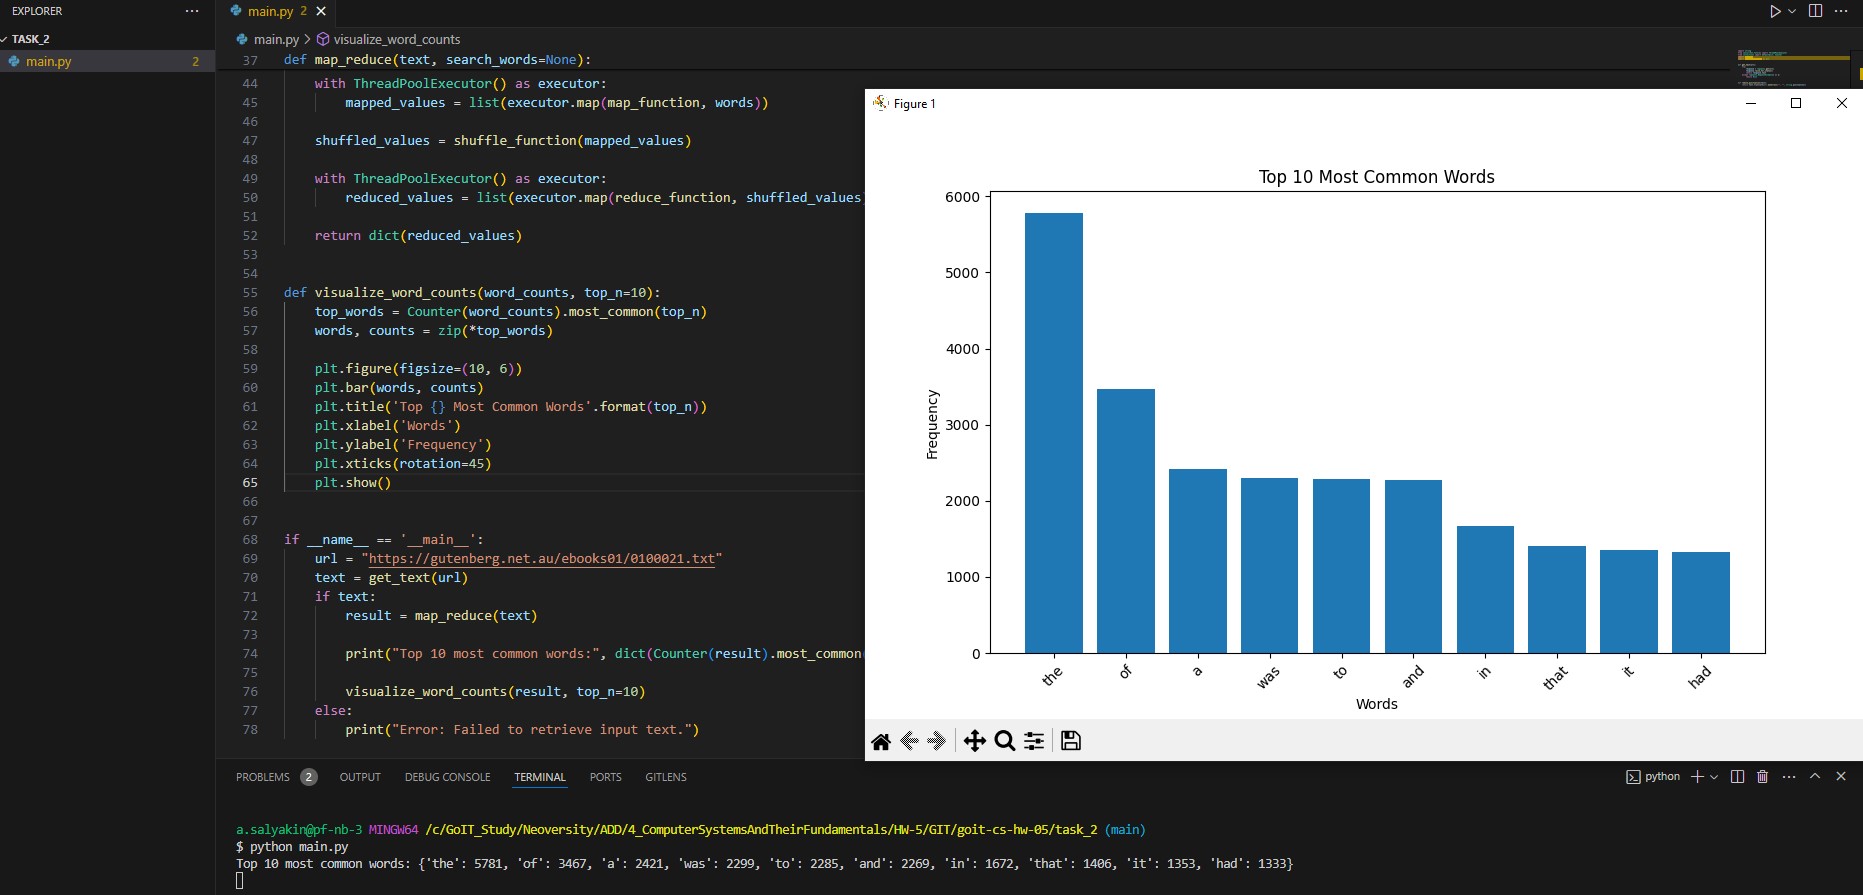 EXPLORER
TASK_2
main.py 2
main.py 2
main.py > visualize_word_counts
37 def map_reduce(text, search_words=None):
44 with ThreadPoolExecutor() as executor:
45 mapped_values = list(executor.map(map_function, words))
46
47 shuffled_values = shuffle_function(mapped_values)
48
49 with ThreadPoolExecutor() as executor:
50 reduced_values = list(executor.map(reduce_function, shuffled_values
51
52 return dict(reduced_values)
53
54
55 def visualize_word_counts(word_counts, top_n=10):
56 top_words = Counter(word_counts).most_common(top_n)
57 words, counts = zip(*top_words)
58
59 plt.figure(figsize=(10, 6))
60 plt.bar(words, counts)
61 plt.title('Top {} Most Common Words'.format(top_n))
62 plt.xlabel('Words')
63 plt.ylabel('Frequency')
64 plt.xticks(rotation=45)
65 plt.show()
66
67
68 if __name__ == '__main__':
69 url = "https://gutenberg.net.au/ebooks01/0100021.txt"
70 text = get_text(url)
71 if text:
72 result = map_reduce(text)
73
74 print("Top 10 most common words:", dict(Counter(result).most_common
75
76 visualize_word_counts(result, top_n=10)
77 else:
78 print("Error: Failed to retrieve input text.")
Figure 1
Top 10 Most Common Words
Frequency
6000
5000
4000
3000
2000
1000
0
the of a was to and in that it had
Words
PROBLEMS 2 OUTPUT DEBUG CONSOLE TERMINAL PORTS GITLENS
python
a.salyakin@pf-nb-3 MINGW64 /c/GoIT_Study/Neoversity/ADD/4_ComputerSystemsAndTheirFundamentals/HW-5/GIT/goit-cs-hw-05/task_2 (main)
$ python main.py
Top 10 most common words: {'the': 5781, 'of': 3467, 'a': 2421, 'was': 2299, 'to': 2285, 'and': 2269, 'in': 1672, 'that': 1406, 'it': 1353, 'had': 1333}